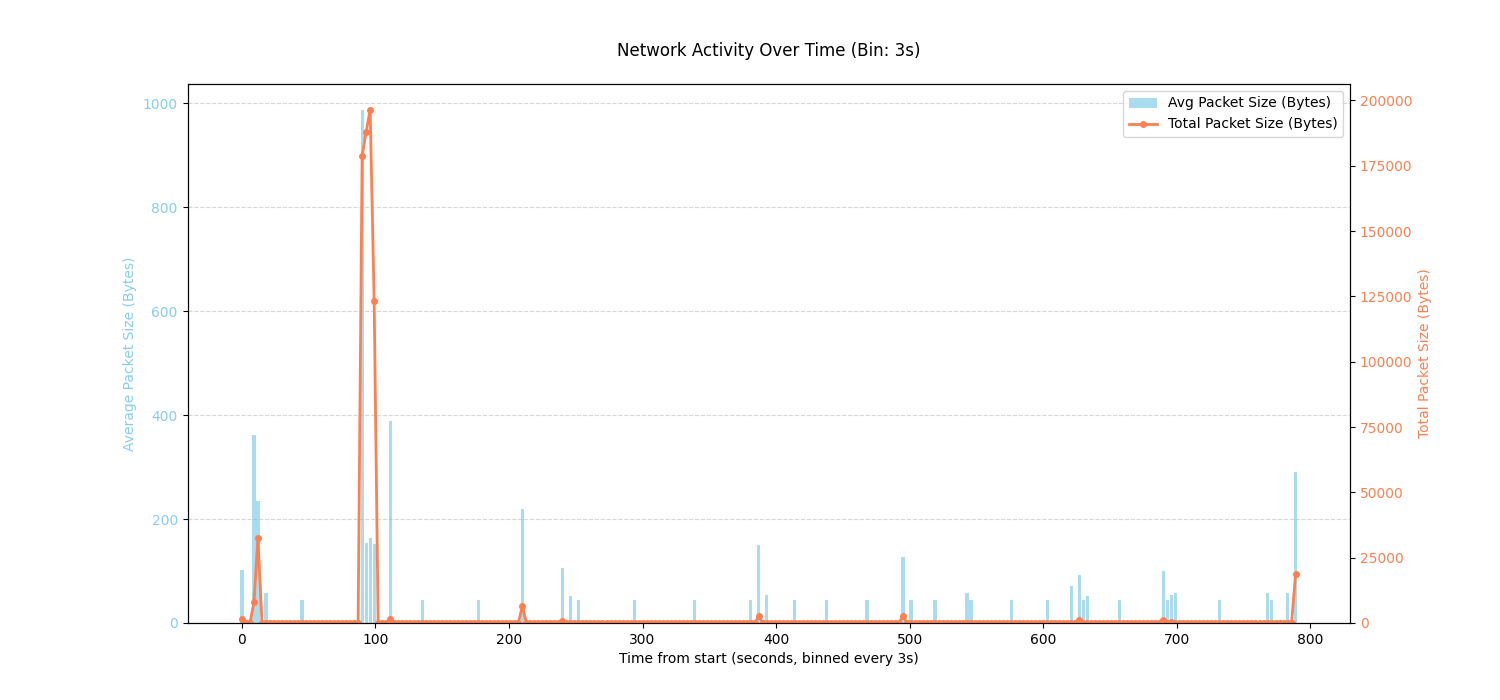 Network Activity Over Time (Bin: 3s)
Avg Packet Size (Bytes)
Total Packet Size (Bytes)
Average Packet Size (Bytes)
1000
800
600
400
200
0
200000
175000
150000
125000
100000
75000
50000
25000
0
Total Packet Size (Bytes)
0 100 200 300 400 500 600 700 800
Time from start (seconds, binned every 3s)